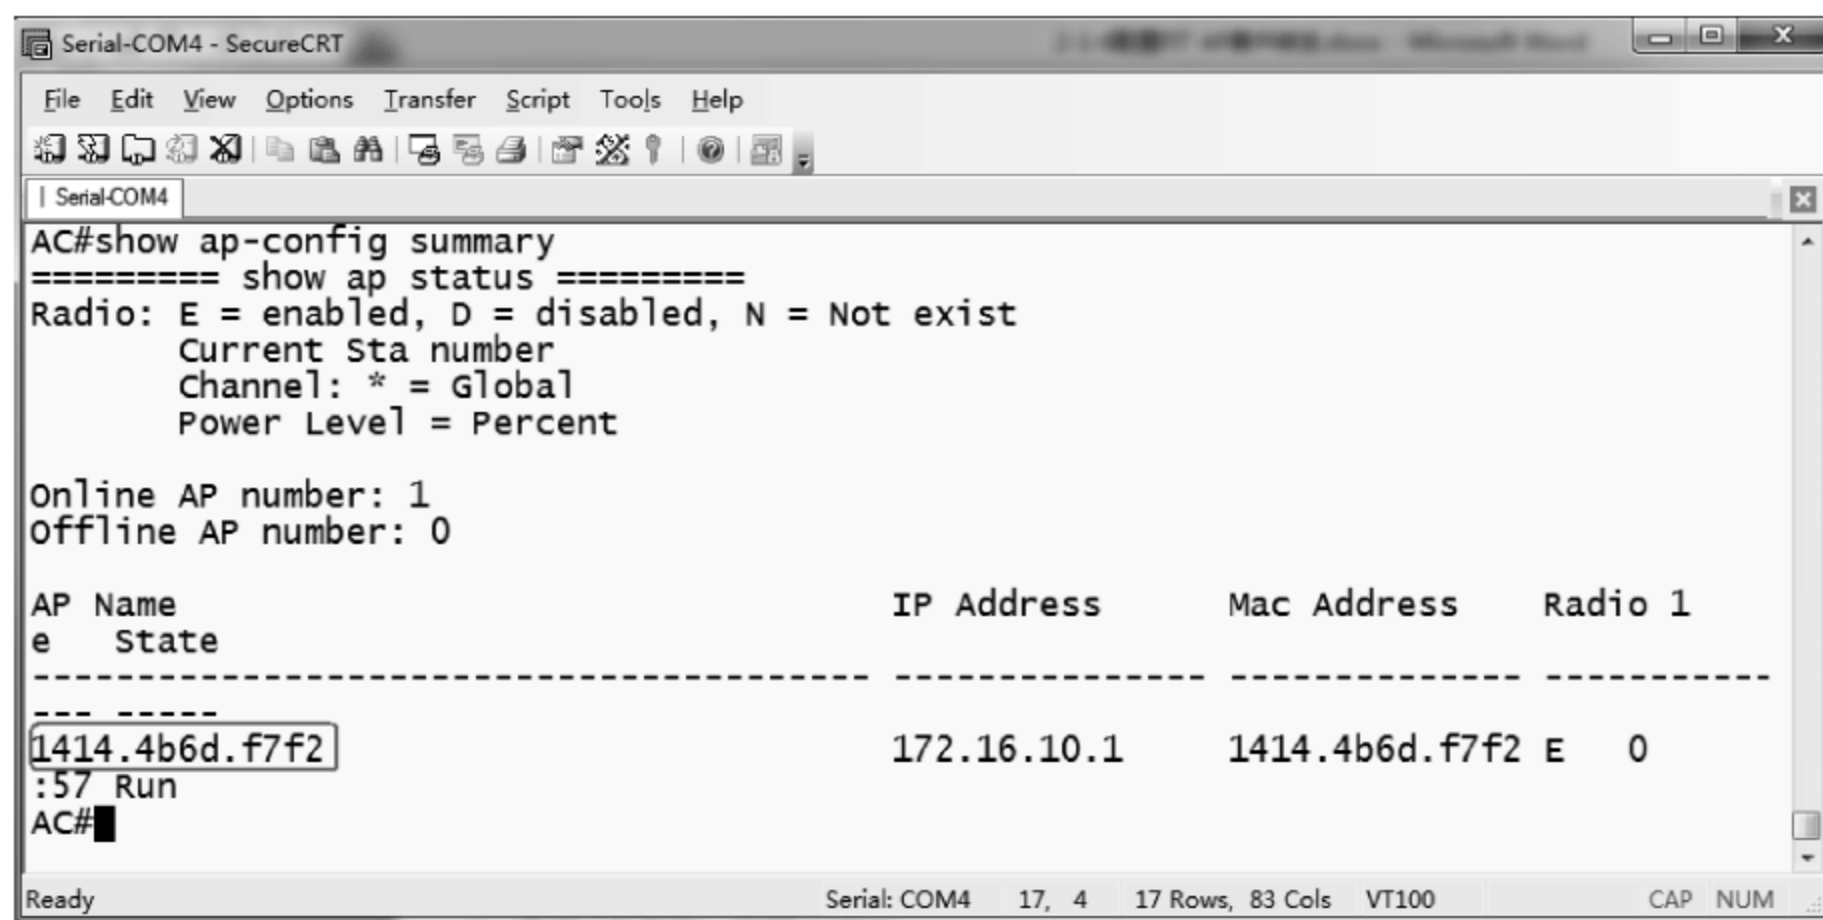 Serial-COM4 - SecureCRT
File Edit View Options Transfer Script Tools Help
Serial-COM4
AC#show ap-config summary
========= show ap status =========
Radio: E = enabled, D = disabled, N = Not exist
Current Sta number
Channel: * = Global
Power Level = Percent
Online AP number: 1
Offline AP number: 0
AP Name IP Address Mac Address Radio 1
e State
---------------------------------------- --------------- -------------- -----------
--- -----
1414.4b6d.f7f2 172.16.10.1 1414.4b6d.f7f2 E 0
:57 Run
AC#
Ready Serial: COM4 17, 4 17 Rows, 83 Cols VT100 CAP NUM